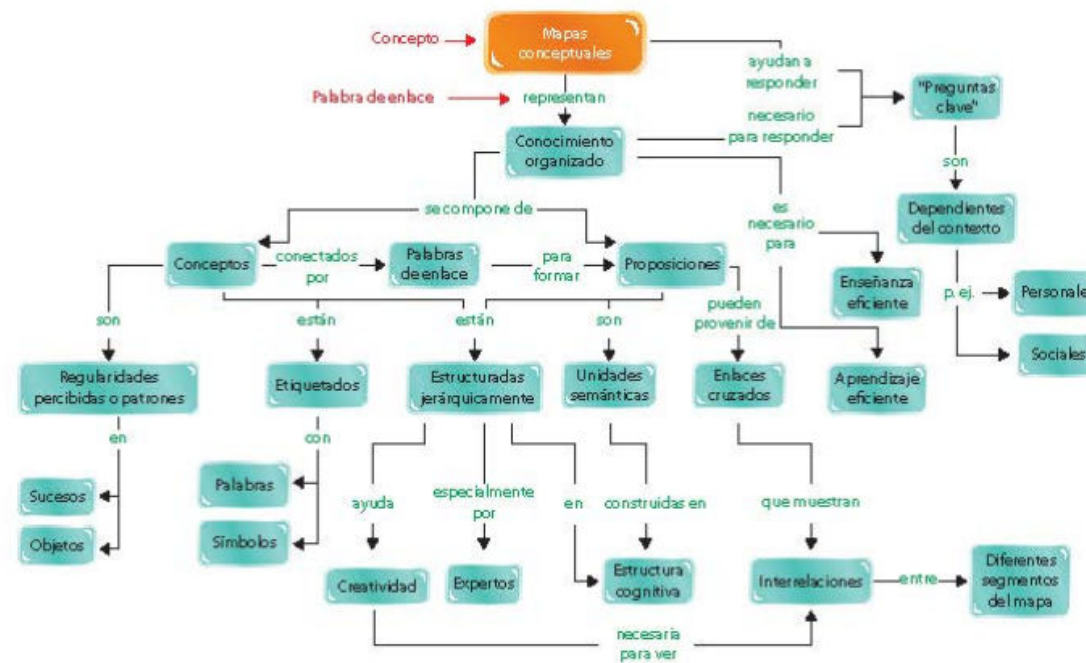 Concepto
Mapas
conceptuales
ayudan a
responder
Palabra de enlace
representan
"Preguntas
clave"
necesario
para responder
Conocimiento
organizado
son
es
necesario
para
Dependientes
del contexto
se compone de
Conceptos
conectados
por
Palabras
de enlace
para
formar
Proposiciones
pueden
provenir de
Enseñanza
eficiente
p. ej.
Personale
Sociales
son
están
están
son
Regularidades
percibidas o patrones
Etiquetados
Estructuradas
jerárquicamente
Unidades
semánticas
Enlaces
cruzados
Aprendizaje
eficiente
en
con
Sucesos
Objetos
Palabras
Símbolos
ayuda
especialmente
por
en
construidas en
que muestran
Creatividad
Expertos
Estructura
cognitiva
Interrelaciones
entre
Diferentes
segmentos
del mapa
necesaria
para ver